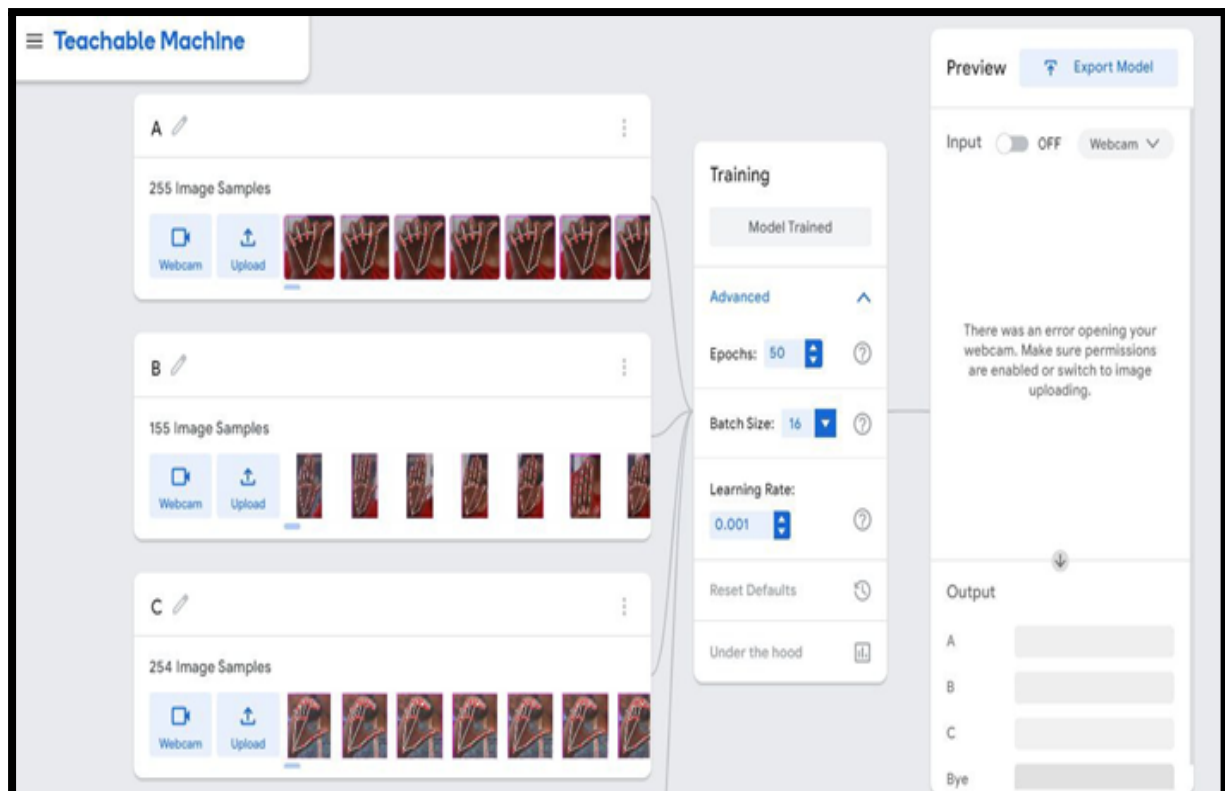 Teachable Machine
A
255 Image Samples
Webcam
Upload
B
155 Image Samples
Webcam
Upload
C
254 Image Samples
Webcam
Upload
Training
Model Trained
Advanced
Epochs: 50
Batch Size: 16
Learning Rate:
0.001
Reset Defaults
Under the hood
Preview
Export Model
Input OFF Webcam
There was an error opening your
webcam. Make sure permissions
are enabled or switch to image
uploading.
Output
A
B
C
Bye